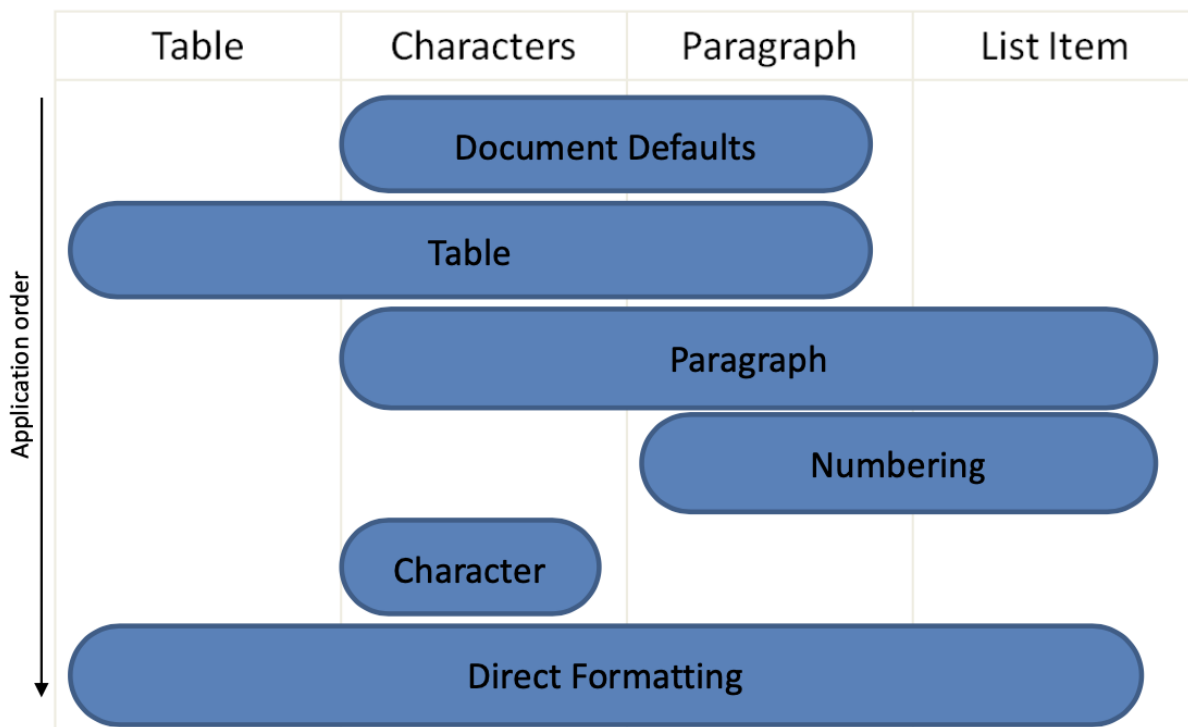 Table Characters Paragraph List Item
Application order
Document Defaults
Table
Paragraph
Numbering
Character
Direct Formatting